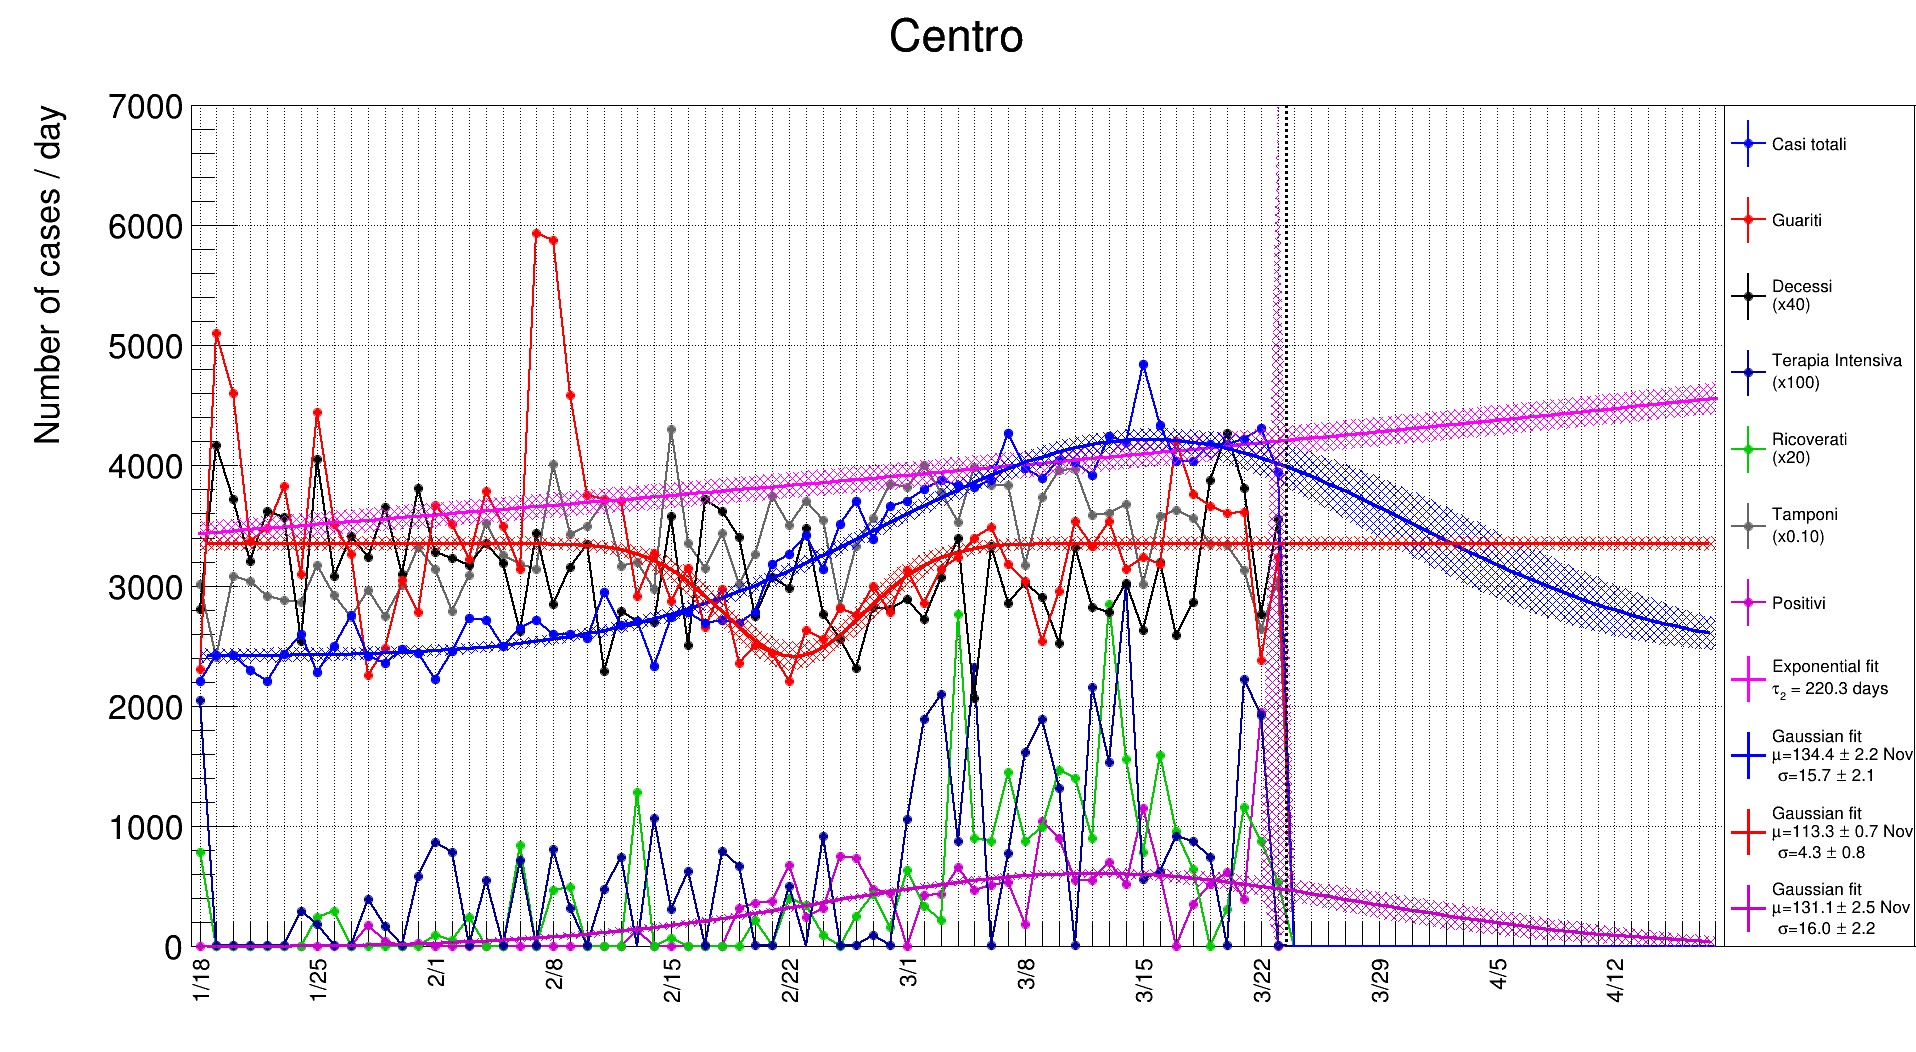 Centro
Number of cases / day
7000
6000
5000
4000
3000
2000
1000
0
1/18
1/25
2/1
2/8
2/15
2/22
3/1
3/8
3/15
3/22
3/29
4/5
4/12
Casi totali
Guariti
Decessi
(x40)
Terapia Intensiva
(x100)
Ricoverati
(x20)
Tamponi
(x0.10)
Positivi
Exponential fit
τ2 = 220.3 days
Gaussian fit
μ=134.4 ± 2.2 Nov
σ=15.7 ± 2.1
Gaussian fit
μ=113.3 ± 0.7 Nov
σ=4.3 ± 0.8
Gaussian fit
μ=131.1 ± 2.5 Nov
σ=16.0 ± 2.2